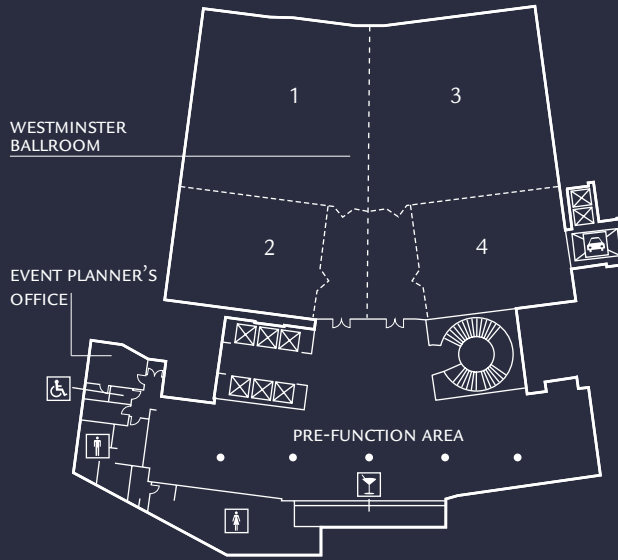 1
3
WESTMINSTER
BALLROOM
2
4
EVENT PLANNER'S
OFFICE
PRE-FUNCTION AREA